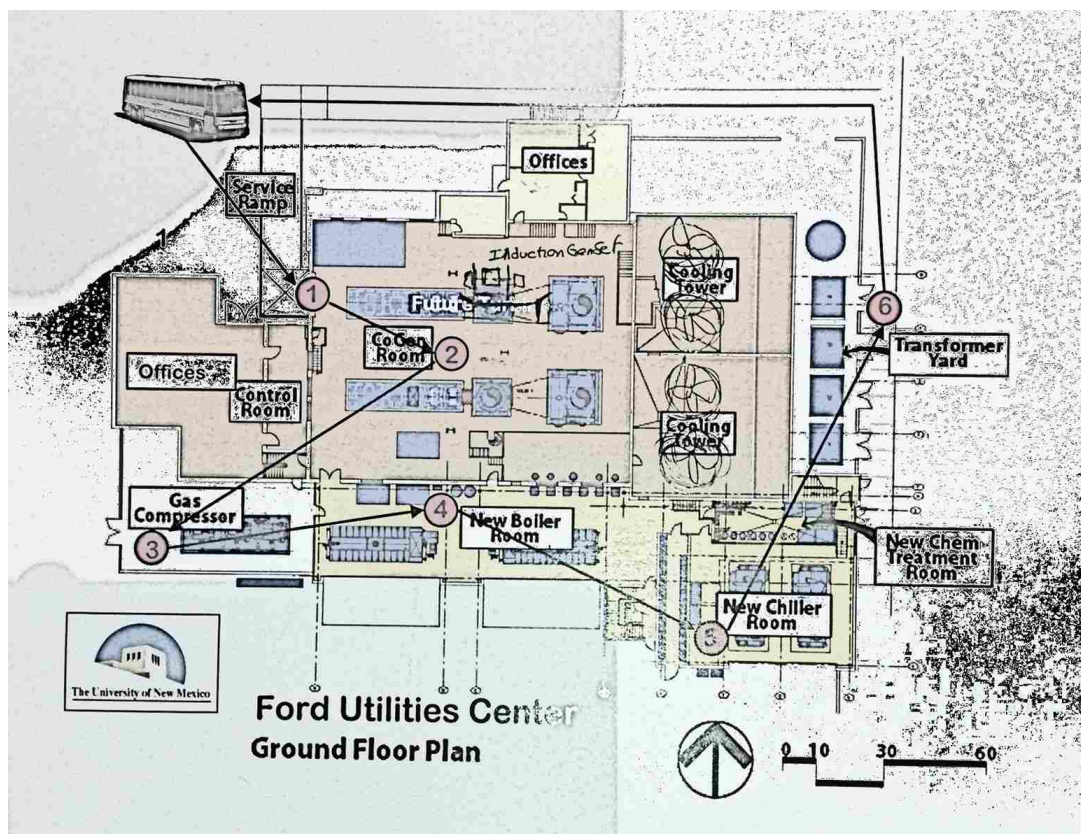 Offices
Service
Ramp
1
Induction GenSet
Cooling
Tower
1
Future
6
CoGen
Room
2
Transformer
Yard
Offices
Control
Room
Cooling
Tower
Gas
Compressor
4
New Boiler
Room
3
New Chem
Treatment
Room
New Chiller
Room
5
The University of New Mexico
Ford Utilities Center
Ground Floor Plan
0 10 30 60